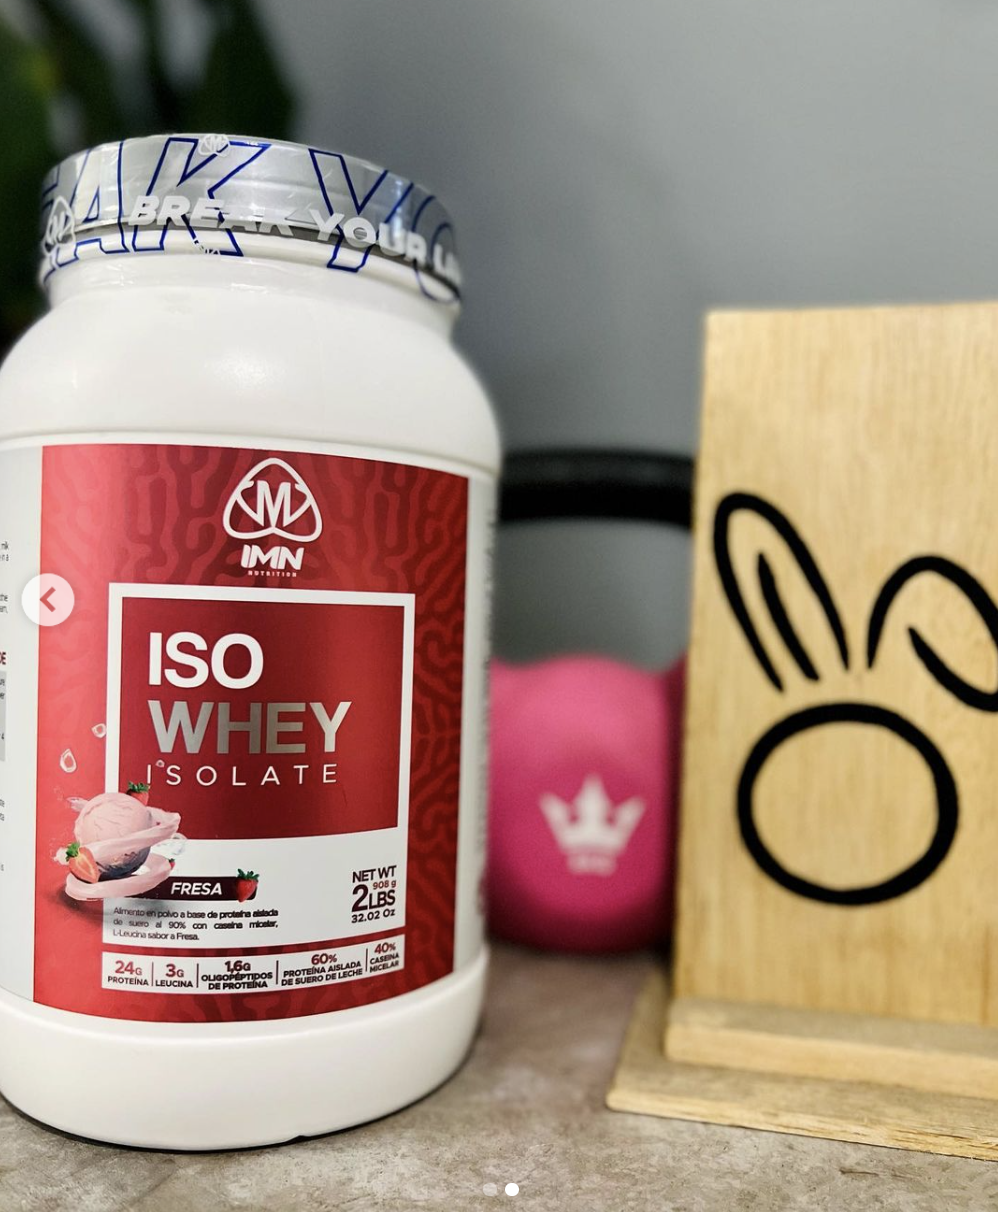 BREAK YOUR
IMN
NUTRITION
ISO
WHEY
ISOLATE
FRESA
NET WT
908 g
2LBS
32.02 Oz
Alimento en polvo a base de proteína aislada
de suero al 90% con caseína micelar,
L-Leucina sabor a Fresa.
24G
PROTEÍNA
3G
LEUCINA
1,6G
OLIGOPÉPTIDOS
DE PROTEÍNA
60%
PROTEÍNA AISLADA
DE SUERO DE LECHE
40%
CASEINA
MICELAR